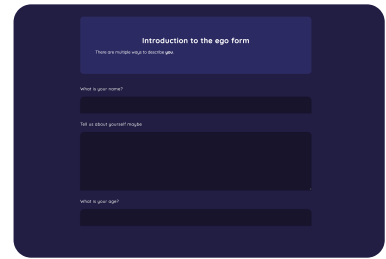 Introduction to the ego form
There are multiple ways to describe you.
What is your name?
Tell us about yourself maybe
What is your age?